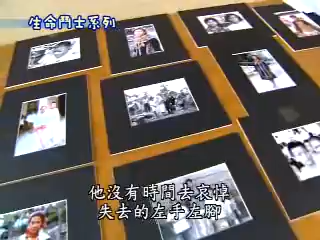 生命鬥士系列
他沒有時間去哀悼
失去的左手左腳